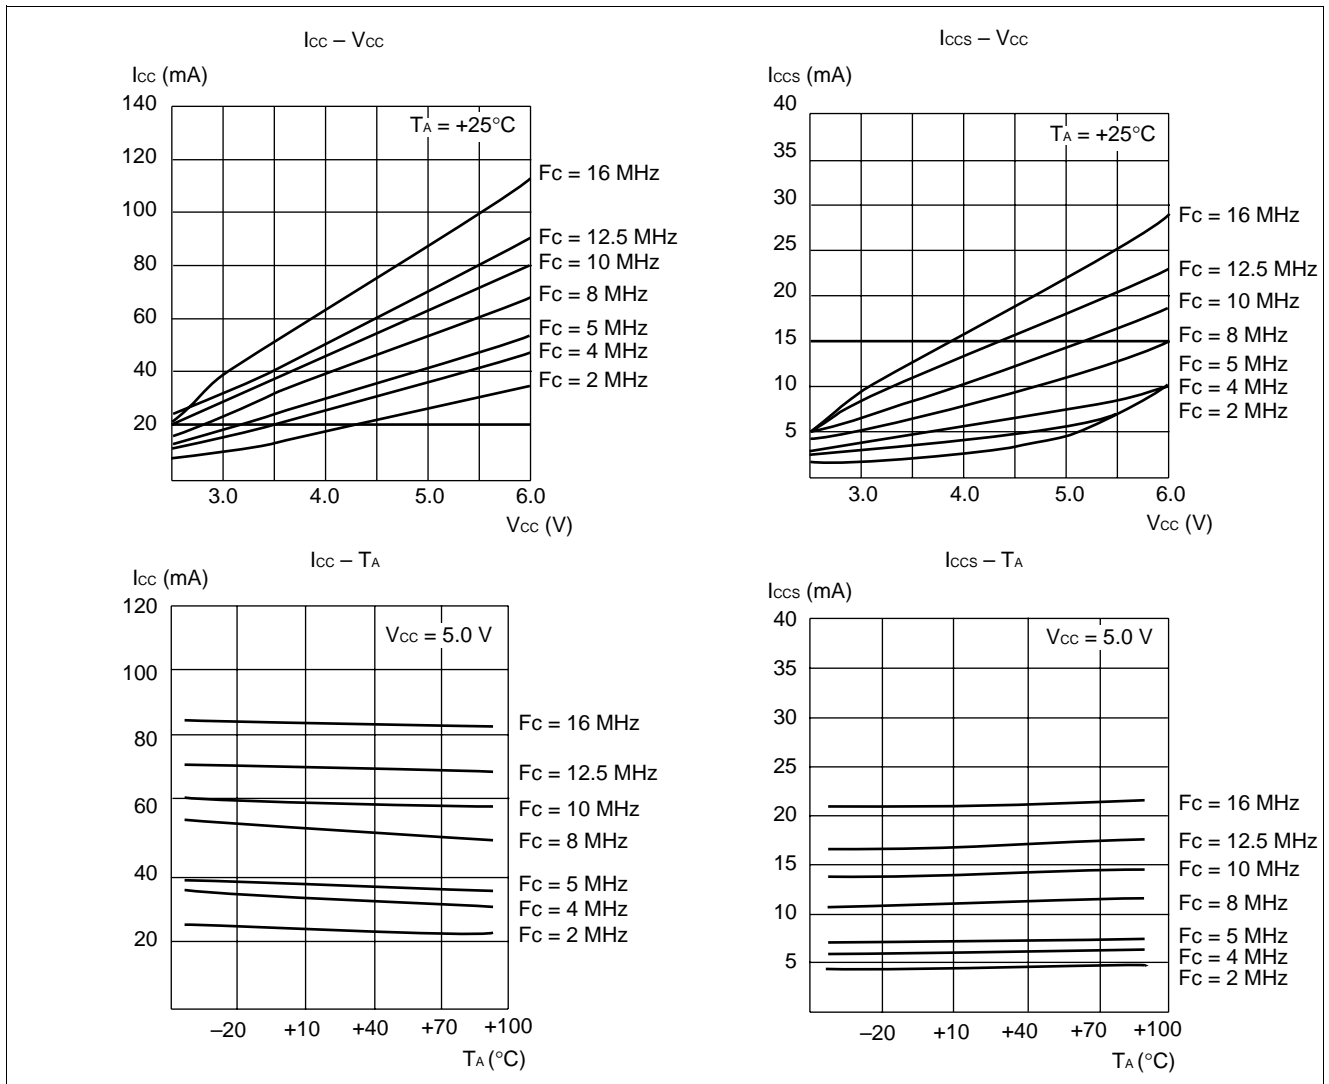 Icc – Vcc
Icc (mA)
140
120
100
80
60
40
20
TA = +25°C
Fc = 16 MHz
Fc = 12.5 MHz
Fc = 10 MHz
Fc = 8 MHz
Fc = 5 MHz
Fc = 4 MHz
Fc = 2 MHz
3.0 4.0 5.0 6.0
Vcc (V)
Iccs – Vcc
Iccs (mA)
40
35
30
25
20
15
10
5
TA = +25°C
Fc = 16 MHz
Fc = 12.5 MHz
Fc = 10 MHz
Fc = 8 MHz
Fc = 5 MHz
Fc = 4 MHz
Fc = 2 MHz
3.0 4.0 5.0 6.0
Vcc (V)
Icc – TA
Icc (mA)
120
100
80
60
40
20
Vcc = 5.0 V
Fc = 16 MHz
Fc = 12.5 MHz
Fc = 10 MHz
Fc = 8 MHz
Fc = 5 MHz
Fc = 4 MHz
Fc = 2 MHz
–20 +10 +40 +70 +100
TA (°C)
Iccs – TA
Iccs (mA)
40
35
30
25
20
15
10
5
Vcc = 5.0 V
Fc = 16 MHz
Fc = 12.5 MHz
Fc = 10 MHz
Fc = 8 MHz
Fc = 5 MHz
Fc = 4 MHz
Fc = 2 MHz
–20 +10 +40 +70 +100
TA (°C)